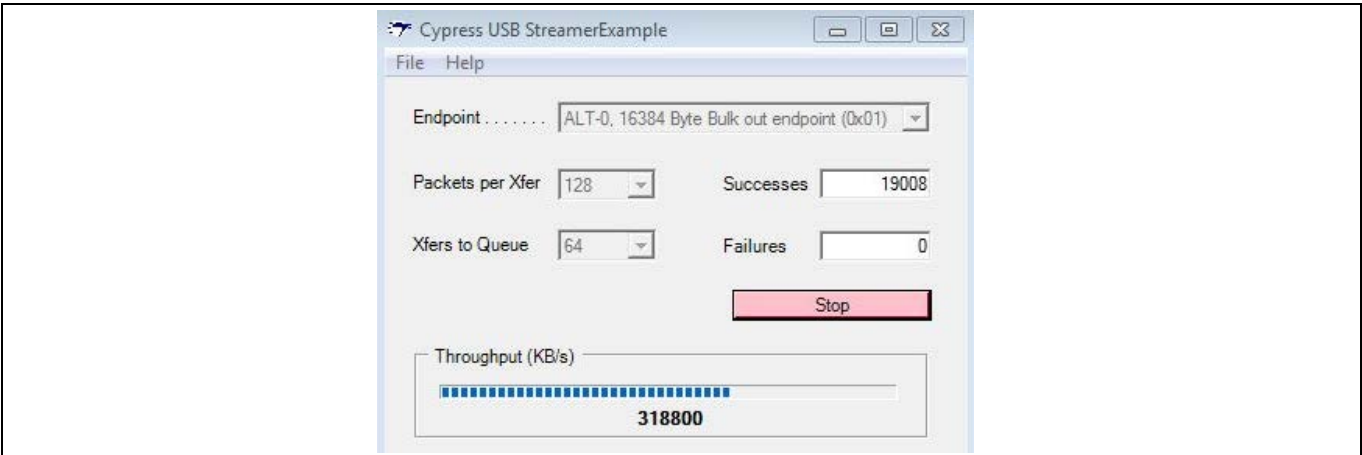 Cypress USB StreamerExample
File Help
Endpoint . . . . . . . ALT-0, 16384 Byte Bulk out endpoint (0x01)
Packets per Xfer 128 Successes 19008
Xfers to Queue 64 Failures 0
Stop
Throughput (KB/s)
318800